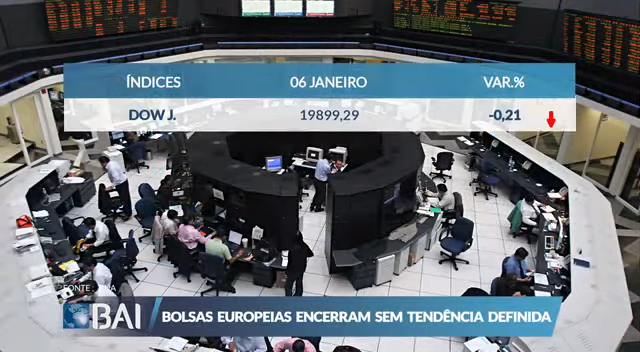 ÍNDICES 06 JANEIRO VAR.%
DOW J. 19899,29 -0,21
BAI BOLSAS EUROPEIAS ENCERRAM SEM TENDÊNCIA DEFINIDA